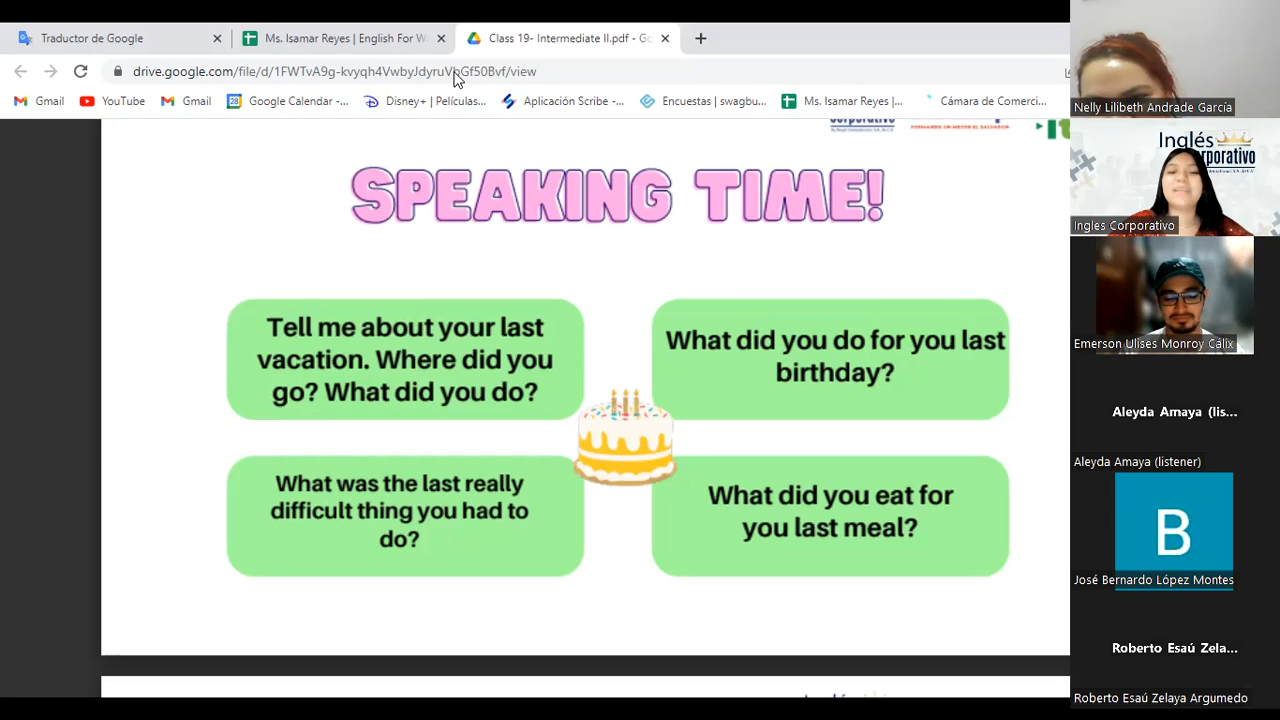 Traductor de Google
Ms. Isamar Reyes | English For W
Class 19- Intermediate II.pdf - Go
drive.google.com/file/d/1FWTvA9g-kvyqh4VwbyJdyruV
Gf50Bvf/view
Gmail
YouTube
Gmail
Google Calendar -...
Disney+ | Películas...
Aplicación Scribe -...
Encuestas | swagbu...
Ms. Isamar Reyes |...
Cámara de Comerci...
SPEAKING TIME!
Tell me about your last
vacation. Where did you
go? What did you do?
What did you do for you last
birthday?
What was the last really
difficult thing you had to
do?
What did you eat for
you last meal?
Nelly Lilibeth Andrade García
Inglés
Corporativo
Ingles Corporativo
Emerson Ulises Monroy Cálix
Aleyda Amaya (lis...
Aleyda Amaya (listener)
B
José Bernardo López Montes
Roberto Esaú Zela...
Roberto Esaú Zelaya Argumedo